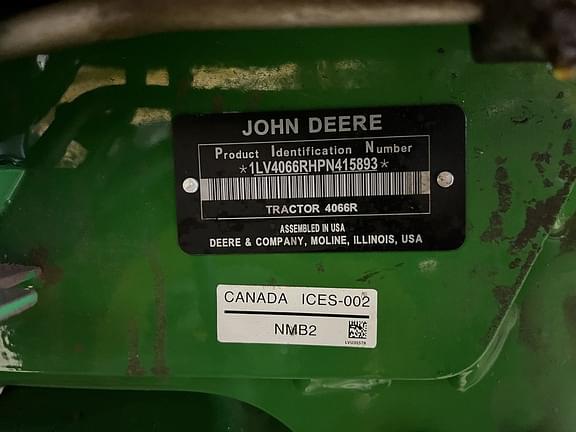 JOHN DEERE
Product Identification Number
*1LV4066RHPN415893*
TRACTOR 4066R
ASSEMBLED IN USA
DEERE & COMPANY, MOLINE, ILLINOIS, USA
CANADA ICES-002
NMB2